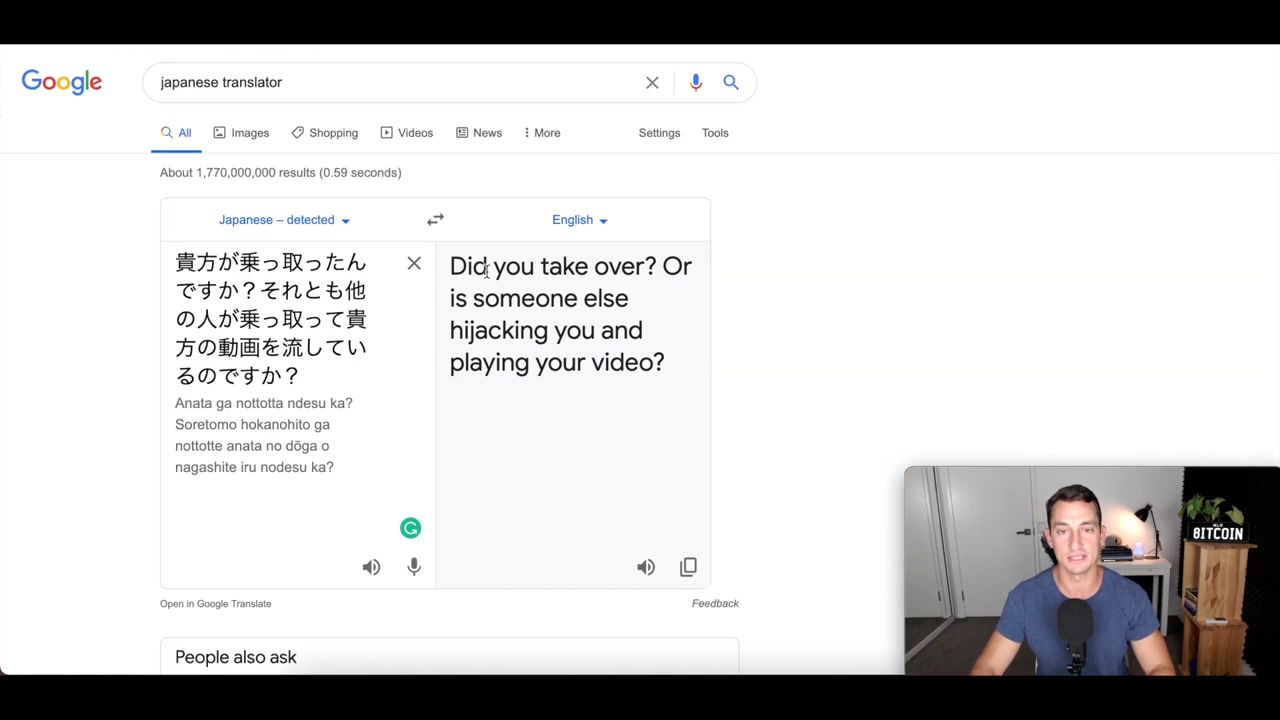 Google
japanese translator
All Images Shopping Videos News More Settings Tools
About 1,770,000,000 results (0.59 seconds)
Japanese – detected English
貴方が乗っ取ったん
ですか？それとも他
の人が乗っ取って貴
方の動画を流してい
るのですか？
Anata ga nottotta ndesu ka?
Soretomo hokanohito ga
nottotte anata no dōga o
nagashite iru nodesu ka?
Did you take over? Or
is someone else
hijacking you and
playing your video?
Open in Google Translate
Feedback
People also ask
BITCOIN